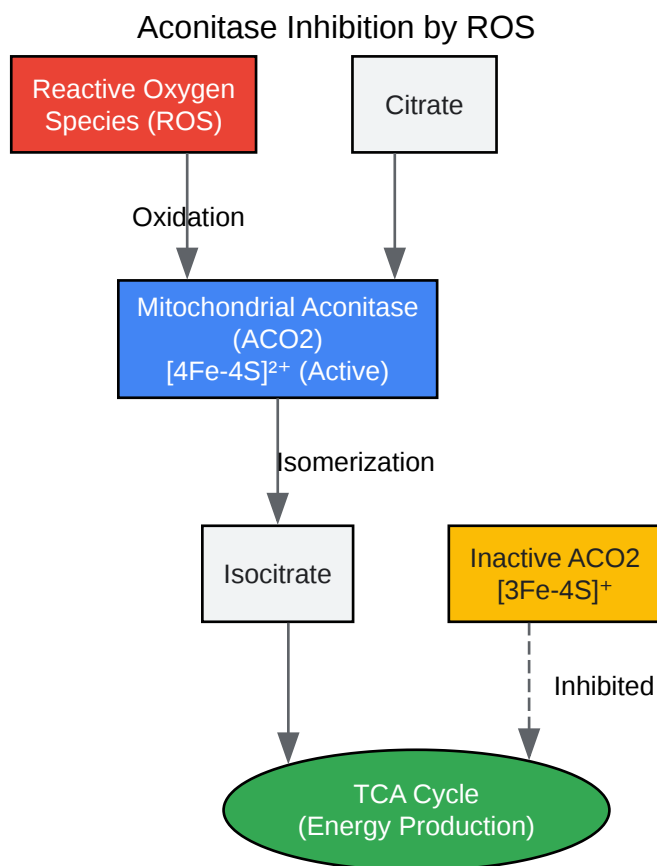 Aconitase Inhibition by ROS
Reactive Oxygen
Species (ROS)
Citrate
Oxidation
Mitochondrial Aconitase
(ACO2)
[4Fe-4S]²⁺ (Active)
Isomerization
Isocitrate
Inactive ACO2
[3Fe-4S]⁺
Inhibited
TCA Cycle
(Energy Production)